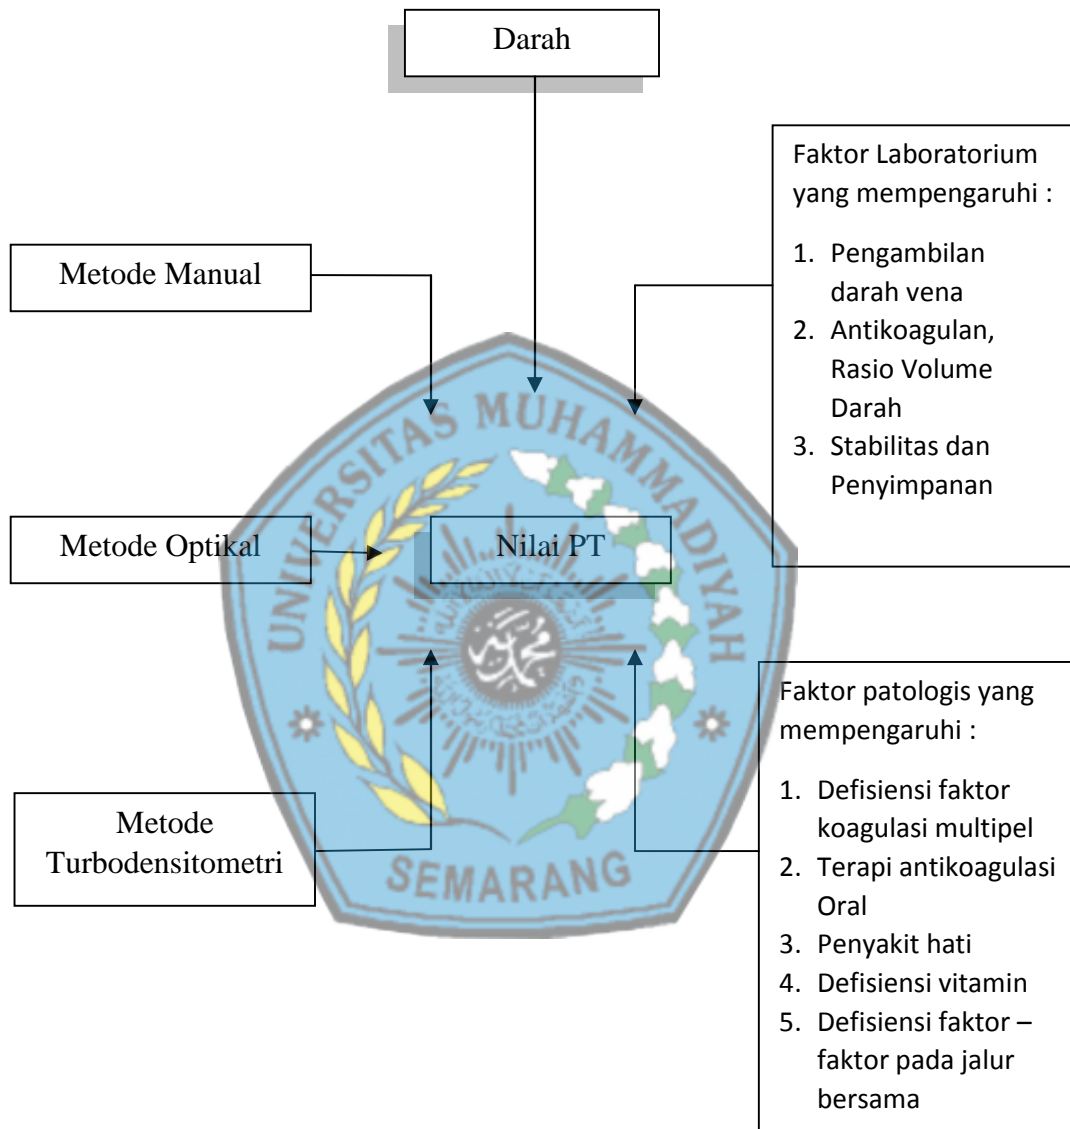 Darah
Faktor Laboratorium
yang mempengaruhi :
1. Pengambilan
darah vena
2. Antikoagulan,
Rasio Volume
Darah
3. Stabilitas dan
Penyimpanan
Metode Manual
UNIVERSITAS MUHAMMADIYAH
SEMARANG
Metode Optikal
Nilai PT
Metode
Turbodensitometri
Faktor patologis yang
mempengaruhi :
1. Defisiensi faktor
koagulasi multipel
2. Terapi antikoagulasi
Oral
3. Penyakit hati
4. Defisiensi vitamin
5. Defisiensi faktor –
faktor pada jalur
bersama